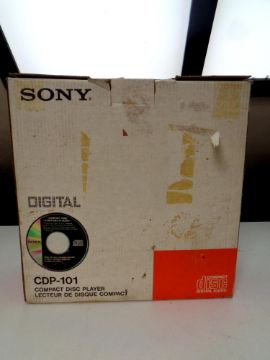 SONY
DIGITAL
CDP-101
COMPACT DISC PLAYER
LECTEUR DE DISQUE COMPACT
COMPACT
disc
DIGITAL AUDIO